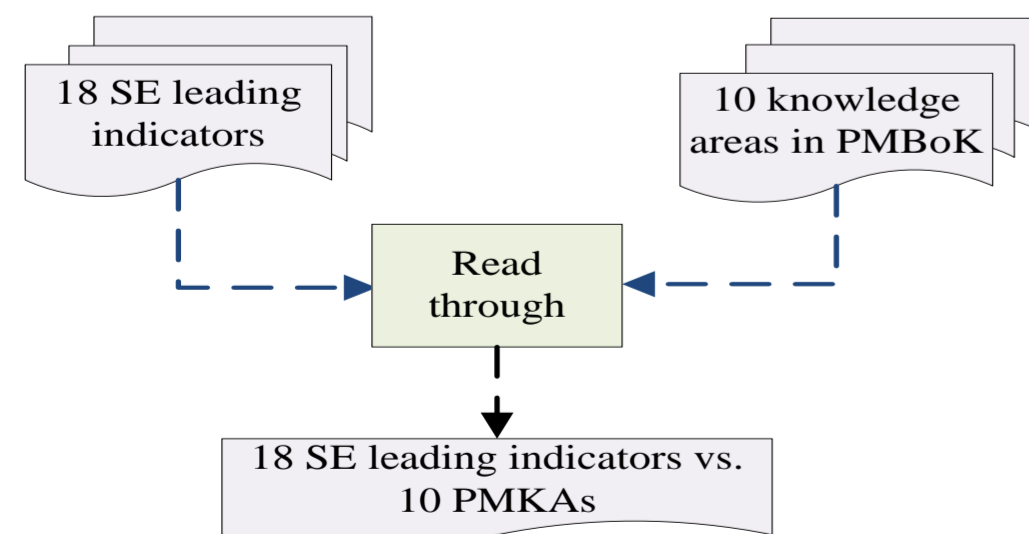 18 SE leading
indicators
10 knowledge
areas in PMBoK
Read
through
18 SE leading indicators vs.
10 PMKAs